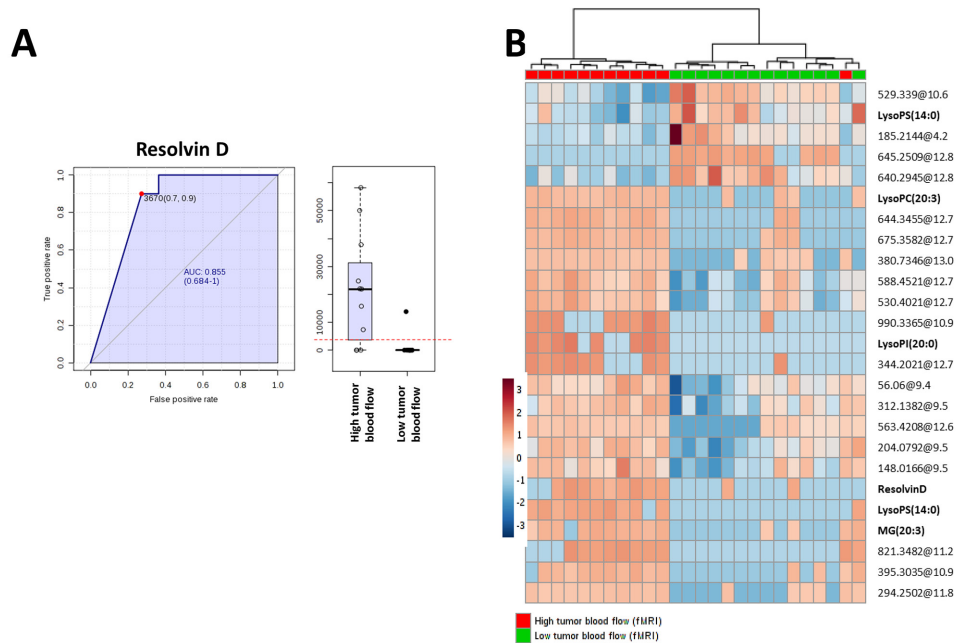 A
B
Resolvin D
3670(0.7, 0.9)
AUC: 0.855
(0.684-1)
True positive rate
0.0
0.2
0.4
0.6
0.8
1.0
0.0 0.2 0.4 0.6 0.8 1.0
False positive rate
50000
30000
10000
0
High tumor
blood flow
Low tumor
blood flow
3
2
1
0
-1
-2
-3
529.339@10.6
LysoPS(14:0)
185.2144@4.2
645.2509@12.8
640.2945@12.8
LysoPC(20:3)
644.3455@12.7
675.3582@12.7
380.7346@13.0
588.4521@12.7
530.4021@12.7
990.3365@10.9
LysoPI(20:0)
344.2021@12.7
56.06@9.4
312.1382@9.5
563.4208@12.6
204.0792@9.5
148.0166@9.5
ResolvinD
LysoPS(14:0)
MG(20:3)
821.3482@11.2
395.3035@10.9
294.2502@11.8
High tumor blood flow (fMRI)
Low tumor blood flow (fMRI)